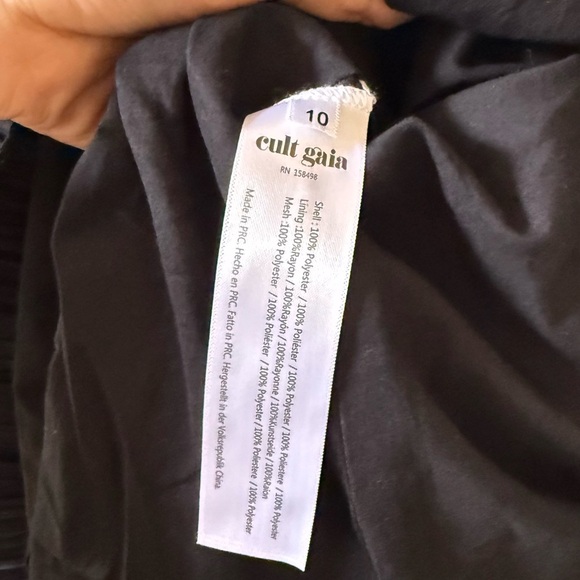 10
cult gaia
RN 158498
Shell : 100% Polyester / 100% Poliéster / 100% Polyester / 100% Poliestere / 100% Polyester
Lining :100%Rayon / 100%Rayón / 100%Rayonne / 100%Kunstseide / 100%Raion
Mesh :100% Polyester / 100% Poliéster / 100% Polyester / 100% Poliestere / 100% Polyester
Made in PRC. Hecho en PRC. Fatto in PRC. Hergestellt in der Volksrepublik China.